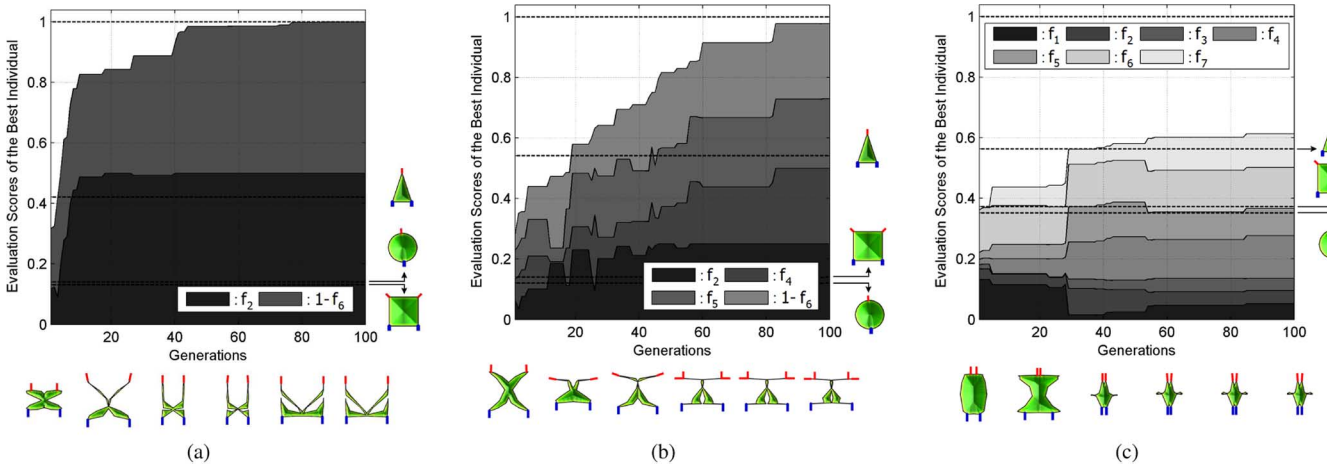 Evaluation Scores of the Best Individual
1
0.8
0.6
0.4
0.2
0
: f2 : 1-f6
20 40 60 80 100
Generations
(a)
Evaluation Scores of the Best Individual
1
0.8
0.6
0.4
0.2
0
: f2 : f4
: f5 : 1-f6
20 40 60 80 100
Generations
(b)
Evaluation Scores of the Best Individual
1
0.8
0.6
0.4
0.2
0
: f1 : f2 : f3 : f4
: f5 : f6 : f7
20 40 60 80 100
Generations
(c)